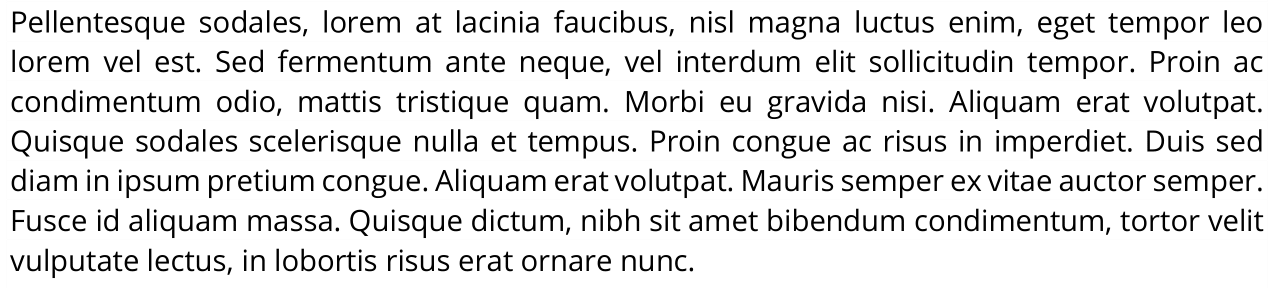 Pellentesque sodales, lorem at lacinia faucibus, nisl magna luctus enim, eget tempor leo
lorem vel est. Sed fermentum ante neque, vel interdum elit sollicitudin tempor. Proin ac
condimentum odio, mattis tristique quam. Morbi eu gravida nisi. Aliquam erat volutpat.
Quisque sodales scelerisque nulla et tempus. Proin congue ac risus in imperdiet. Duis sed
diam in ipsum pretium congue. Aliquam erat volutpat. Mauris semper ex vitae auctor semper.
Fusce id aliquam massa. Quisque dictum, nibh sit amet bibendum condimentum, tortor velit
vulputate lectus, in lobortis risus erat ornare nunc.